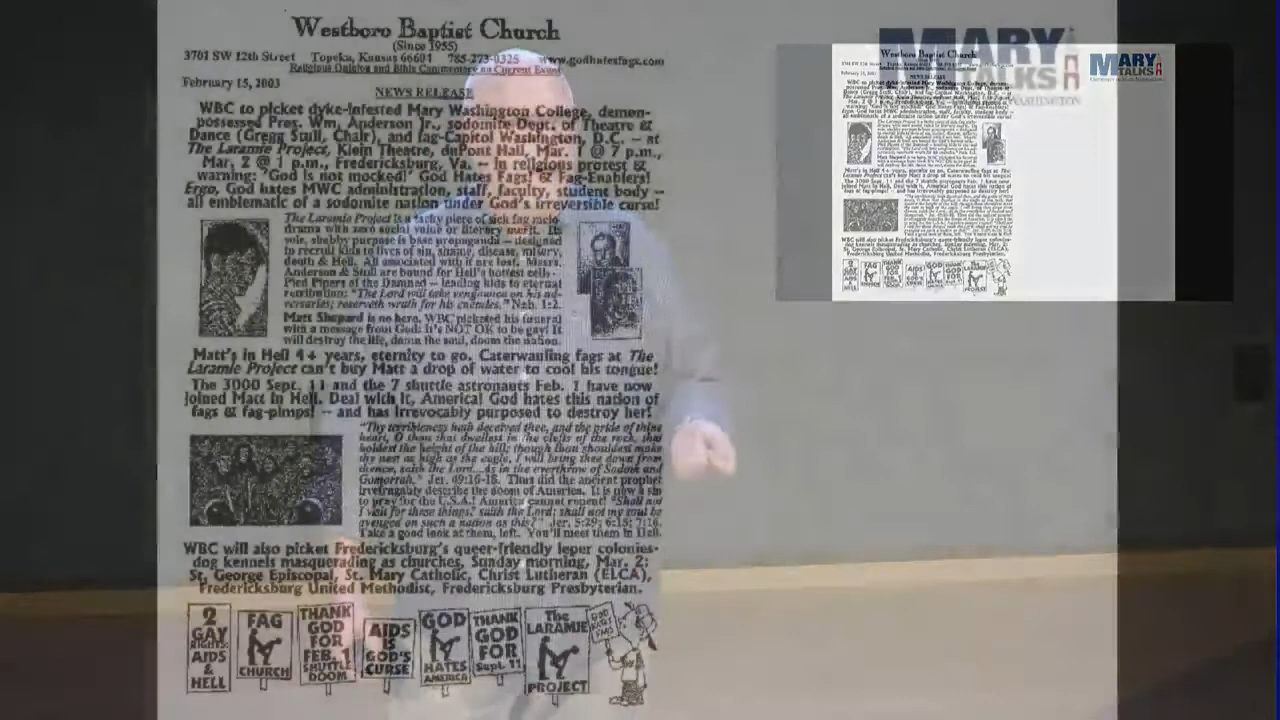 Westboro Baptist Church
(Since 1955)
3701 SW 12th Street Topeka, Kansas 66604 785-273-0325 www.godhatesfags.com
Religious Opinion and Bible Commentary on Current Events
February 15, 2003
NEWS RELEASE
WBC to picket dyke-infested Mary Washington College, demon-
possessed Pres. Wm. Anderson Jr., sodomite Dept. of Theatre &
Dance (Gregg Stull, Chair), and fag-Capitol Washington, D.C. – at
The Laramie Project, Klein Theatre, duPont Hall, Mar. 1 @ 7 p.m.,
Mar. 2 @ 1 p.m., Fredericksburg, Va. – in religious protest &
warning: "God is not mocked!" God Hates Fags! & Fag-Enablers!
Ergo, God hates MWC administration, staff, faculty, student body –
all emblematic of a sodomite nation under God's irreversible curse!
The Laramie Project is a tacky piece of sick fag melo
drama with zero social value or literary merit. Its
sole, shabby purpose is base propaganda – designed
to recruit kids to lives of sin, shame, disease, misery,
death & Hell. All associated with it are lost. Messrs
Anderson & Stull are bound for Hell's hottest cells -
Pied Pipers of the Damned – leading kids to eternal
retribution: "The Lord will take vengeance on his ad-
versaries; reserveth wrath for his enemies." Nah. 1:2.
Matt Shepard is no hero. WBC picketed his funeral
with a message from God: It's NOT OK to be gay! It
will destroy the life, damn the soul, doom the nation.
Matt's in Hell 4+ years, eternity to go. Caterwauling fags at The
Laramie Project can't buy Matt a drop of water to cool his tongue!
The 3000 Sept. 11 and the 7 shuttle astronauts Feb. 1 have now
joined Matt in Hell. Deal with it, America! God hates this nation of
fags & fag-pimps! – and has irrevocably purposed to destroy her!
"Thy terribleness hath deceived thee, and the pride of thine
heart, O thou that dwellest in the clefts of the rock, that
holdest the height of the hill; though thou shouldest make
thy nest as high as the eagle, I will bring thee down from
thence, saith the Lord...As in the overthrow of Sodom and
Gomorrah." Jer. 49:16-18. Thus did the ancient prophet
irrefragably describe the doom of America. It is now a sin
to pray for the U.S.A.! America cannot repent! "Shall not
I visit for these things? saith the Lord; shall not my soul be
avenged on such a nation as this?" Jer. 5:29; 6:15; 7:16.
Take a good look at them, left. You'll meet them in Hell.
WBC will also picket Fredericksburg's queer-friendly leper colonies-
dog kennels masquerading as churches, Sunday morning, Mar. 2;
St. George Episcopal, St. Mary Catholic, Christ Lutheran (ELCA),
Fredericksburg United Methodist, Fredericksburg Presbyterian.
2 GAY RIGHTS: AIDS & HELL
FAG CHURCH
THANK GOD FOR FEB. 1 SHUTTLE DOOM
AIDS IS GOD'S CURSE
GOD HATES AMERICA
THANK GOD FOR Sept. 11
The LARAMIE PROJECT
GOD HATES FAGS
MARY
TALKS
WASHINGTON
MARY
TALKS